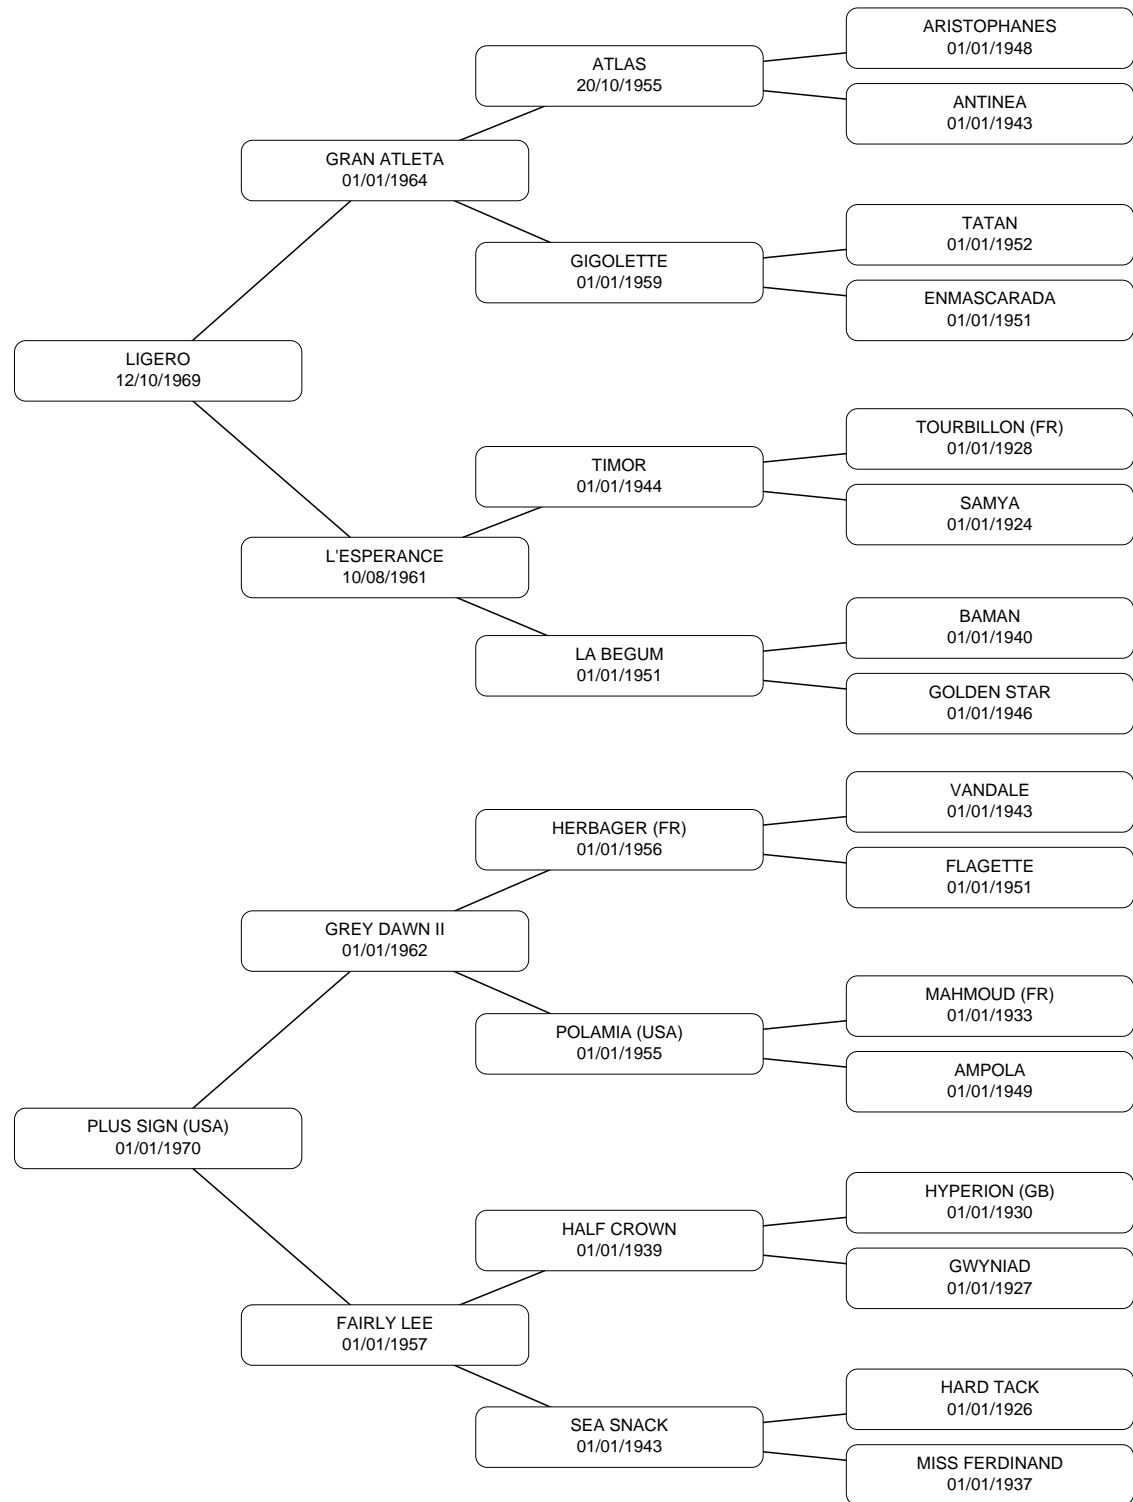 ARISTOPHANES
01/01/1948
ATLAS
20/10/1955
ANTINEA
01/01/1943
GRAN ATLETA
01/01/1964
TATAN
01/01/1952
GIGOLETTE
01/01/1959
ENMASCARADA
01/01/1951
LIGERO
12/10/1969
TOURBILLON (FR)
01/01/1928
TIMOR
01/01/1944
SAMYA
01/01/1924
L'ESPERANCE
10/08/1961
BAMAN
01/01/1940
LA BEGUM
01/01/1951
GOLDEN STAR
01/01/1946
VANDALE
01/01/1943
HERBAGER (FR)
01/01/1956
FLAGETTE
01/01/1951
GREY DAWN II
01/01/1962
MAHMOUD (FR)
01/01/1933
POLAMIA (USA)
01/01/1955
AMPOLA
01/01/1949
PLUS SIGN (USA)
01/01/1970
HYPERION (GB)
01/01/1930
HALF CROWN
01/01/1939
GWYNIAD
01/01/1927
FAIRLY LEE
01/01/1957
HARD TACK
01/01/1926
SEA SNACK
01/01/1943
MISS FERDINAND
01/01/1937